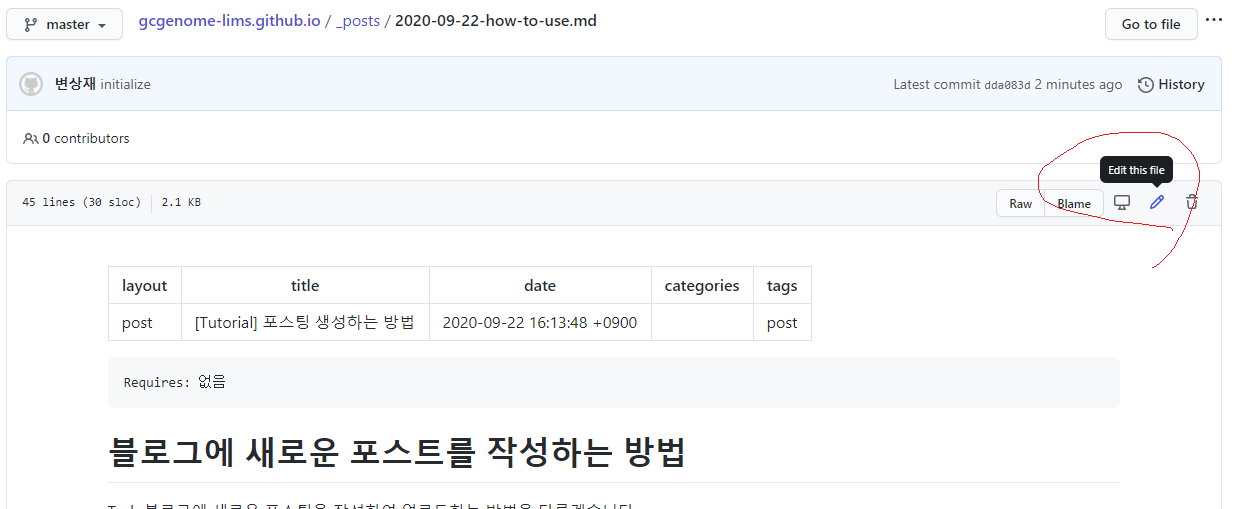 master gcgenome-lims.github.io / _posts / 2020-09-22-how-to-use.md Go to file ...
변상재 initialize Latest commit dda083d 2 minutes ago History
0 contributors
Edit this file
45 lines (30 sloc) 2.1 KB Raw Blame
layout title date categories tags
post [Tutorial] 포스팅 생성하는 방법 2020-09-22 16:13:48 +0900 post
Requires: 없음
블로그에 새로운 포스트를 작성하는 방법